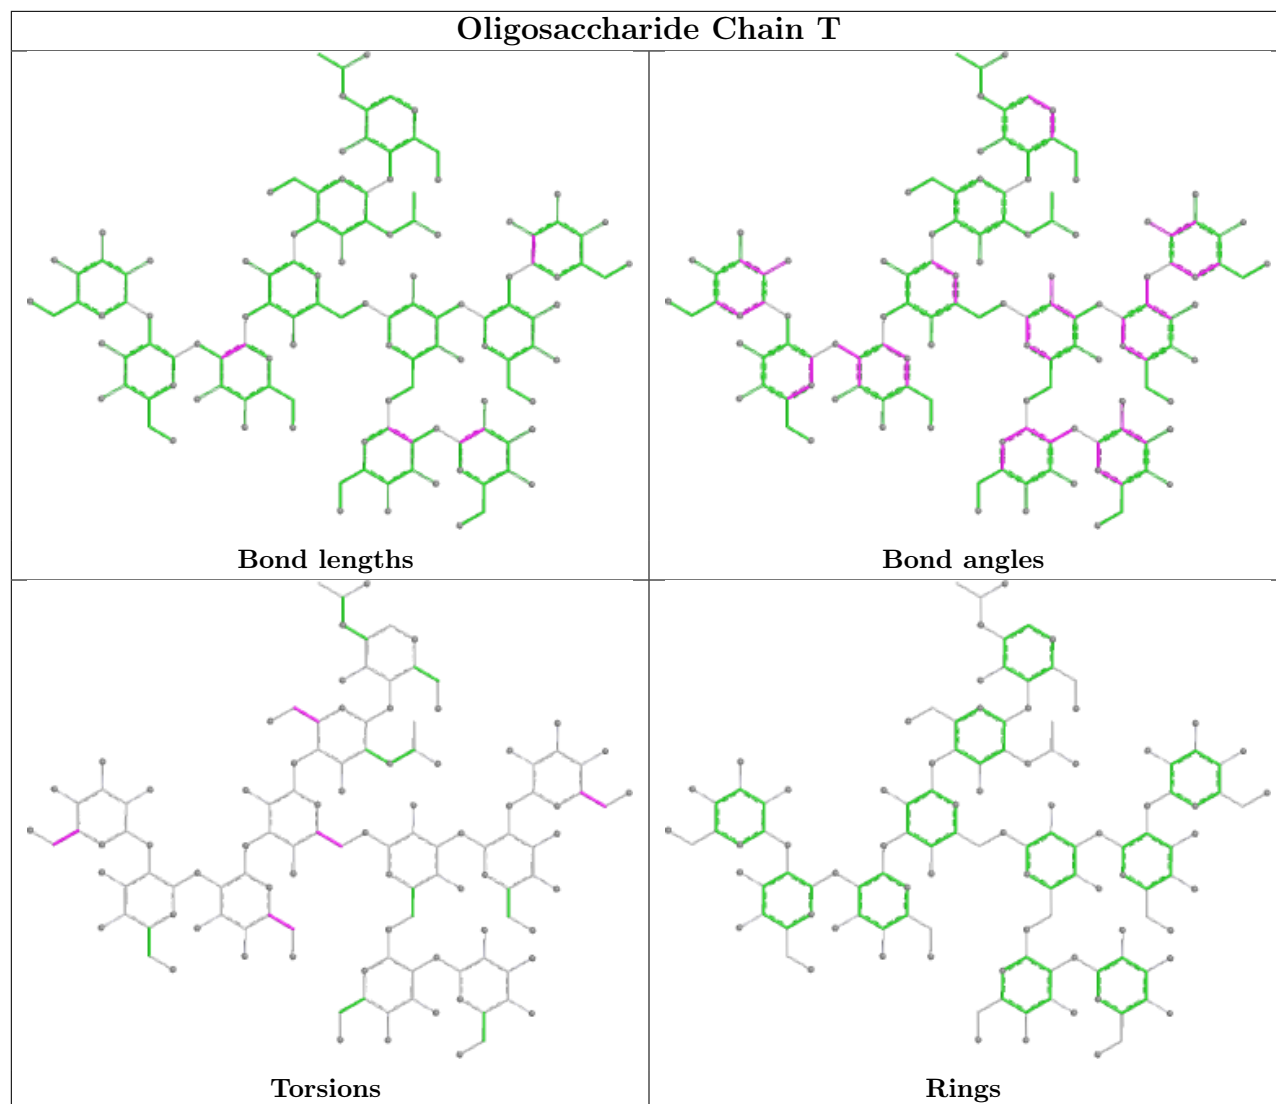 Oligosaccharide Chain T
Bond lengths
Bond angles
Torsions
Rings